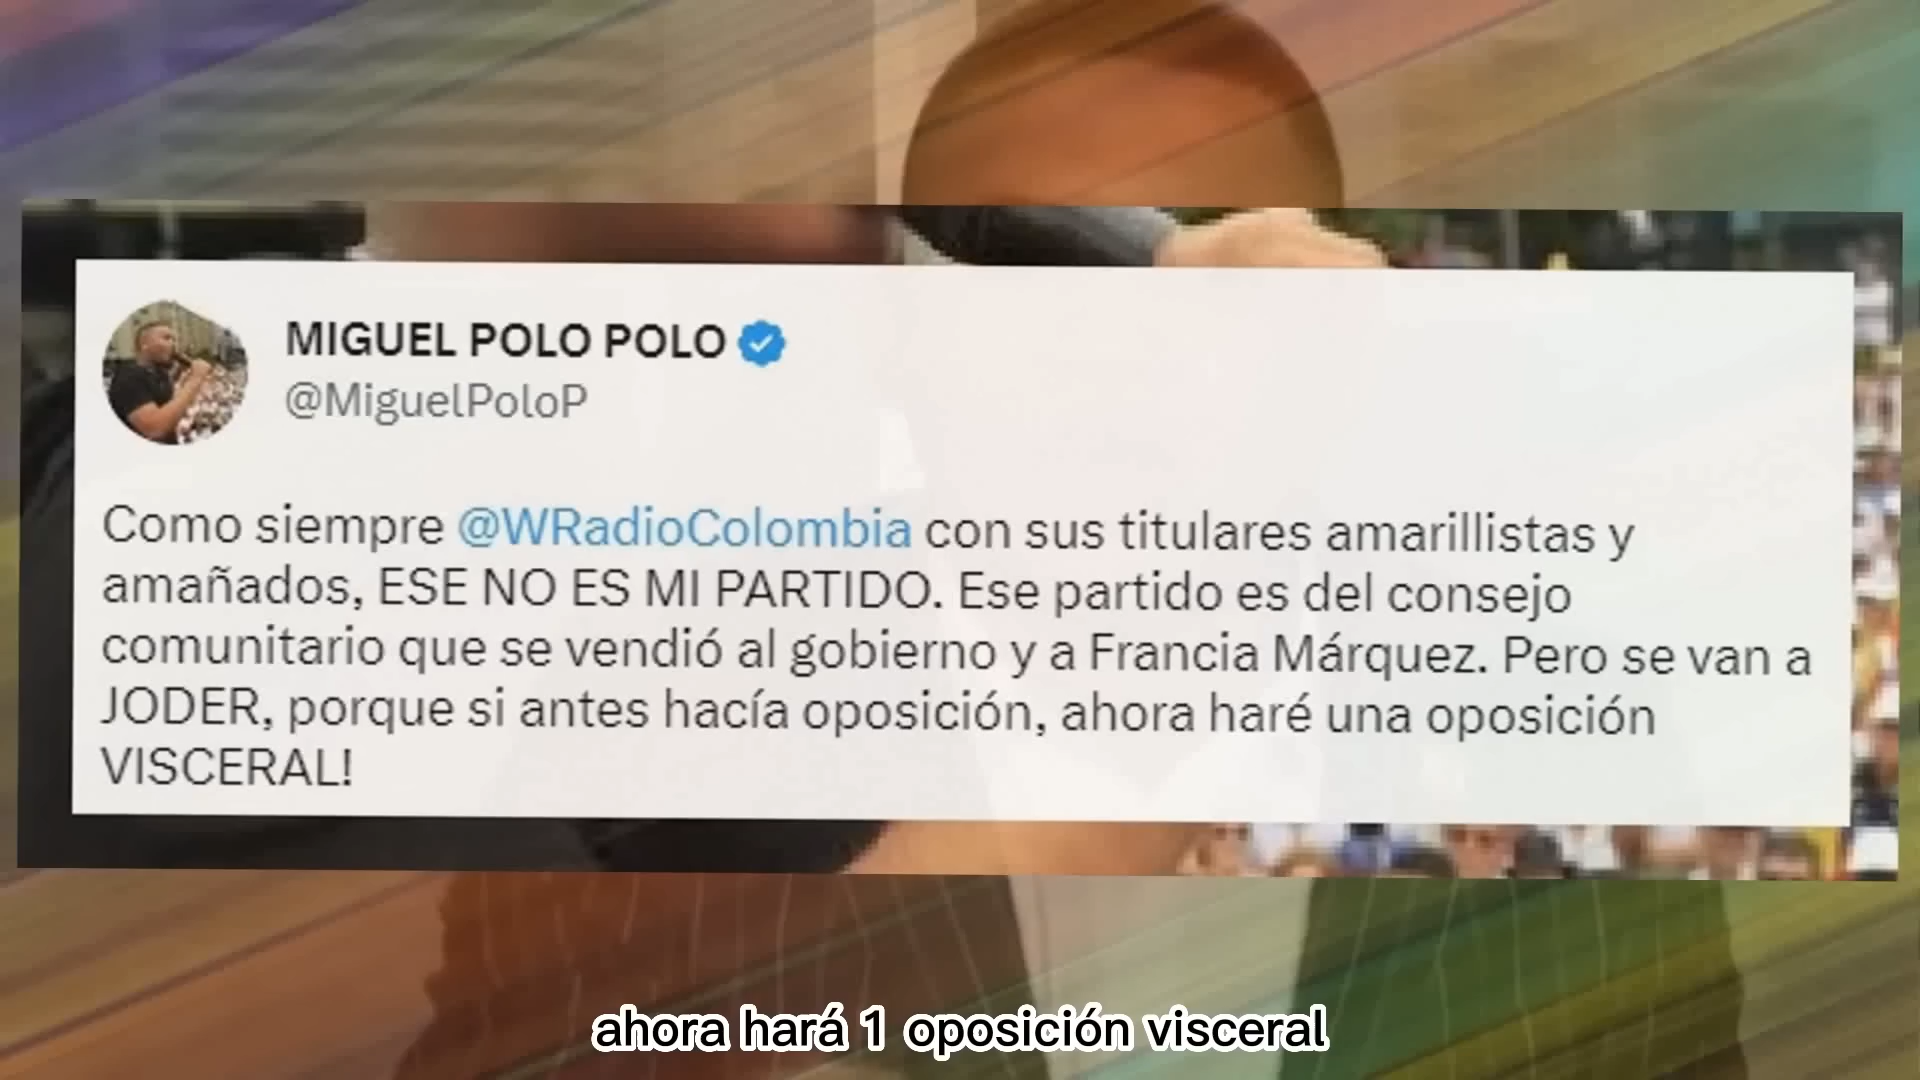 MIGUEL POLO POLO
@MiguelPoloP
Como siempre @WRadioColombia con sus titulares amarillistas y
amañados, ESE NO ES MI PARTIDO. Ese partido es del consejo
comunitario que se vendió al gobierno y a Francia Márquez. Pero se van a
JODER, porque si antes hacía oposición, ahora haré una oposición
VISCERAL!
ahora hará 1 oposición visceral